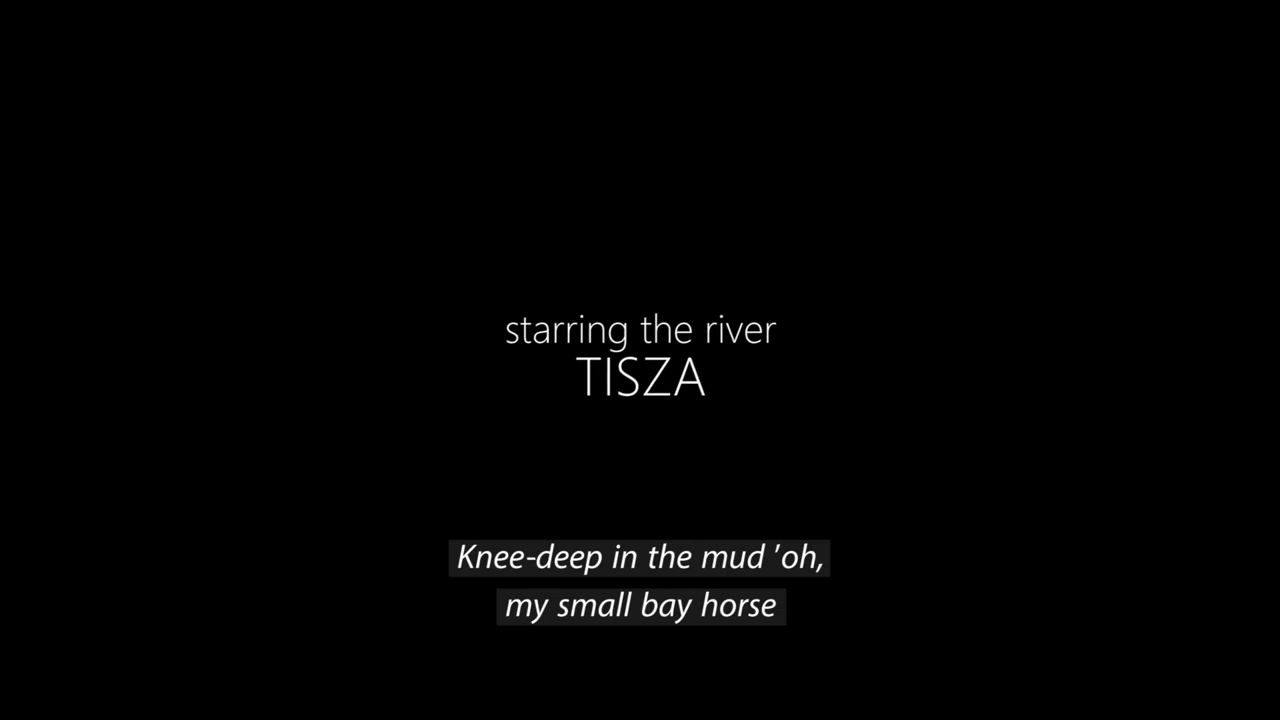 starring the river
TISZA
Knee-deep in the mud 'oh,
my small bay horse